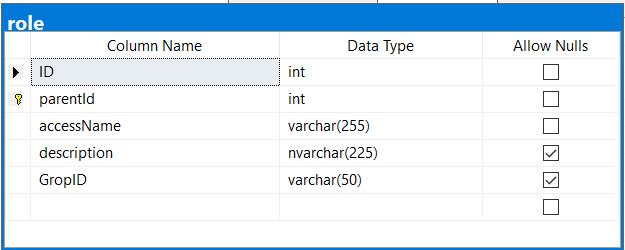 role
Column Name Data Type Allow Nulls
ID int
parentId int
accessName varchar(255)
description nvarchar(225)
GropID varchar(50)